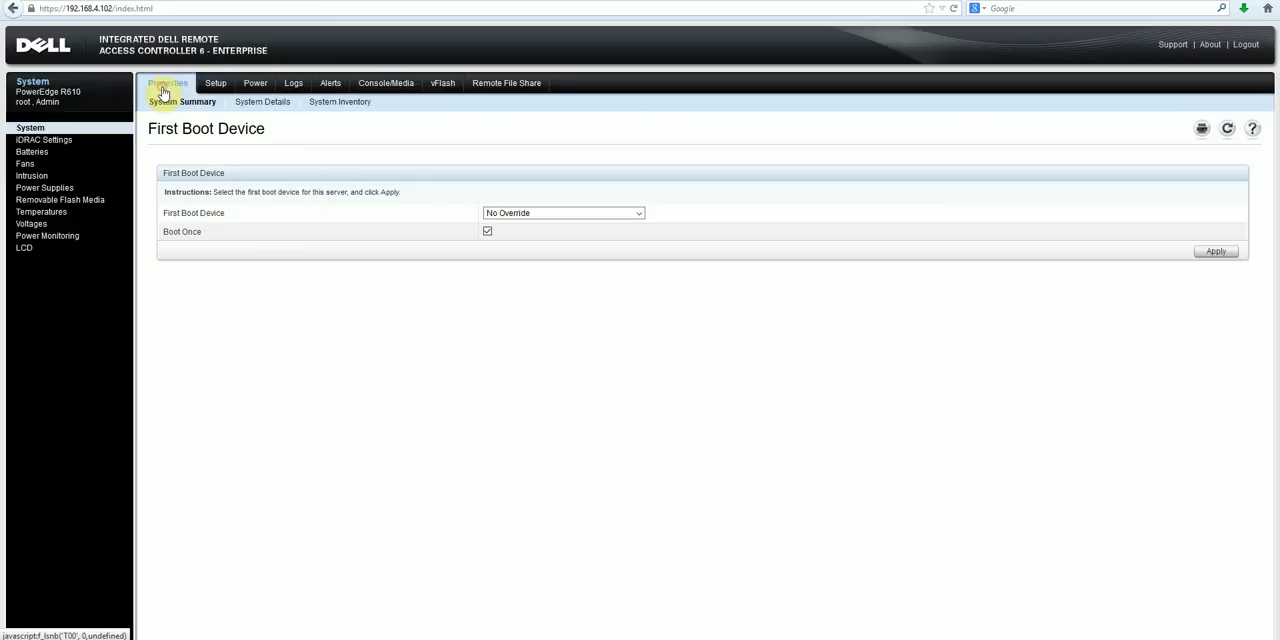 https://192.168.4.102/index.html
Google
DELL
INTEGRATED DELL REMOTE
ACCESS CONTROLLER 6 - ENTERPRISE
Support | About | Logout
System
PowerEdge R610
root , Admin
Properties Setup Power Logs Alerts Console/Media vFlash Remote File Share
System Summary System Details System Inventory
System
iDRAC Settings
Batteries
Fans
Intrusion
Power Supplies
Removable Flash Media
Temperatures
Voltages
Power Monitoring
LCD
First Boot Device
First Boot Device
Instructions: Select the first boot device for this server, and click Apply.
First Boot Device No Override
Boot Once
Apply
javascript:f_lsnb('T00', 0,undefined)